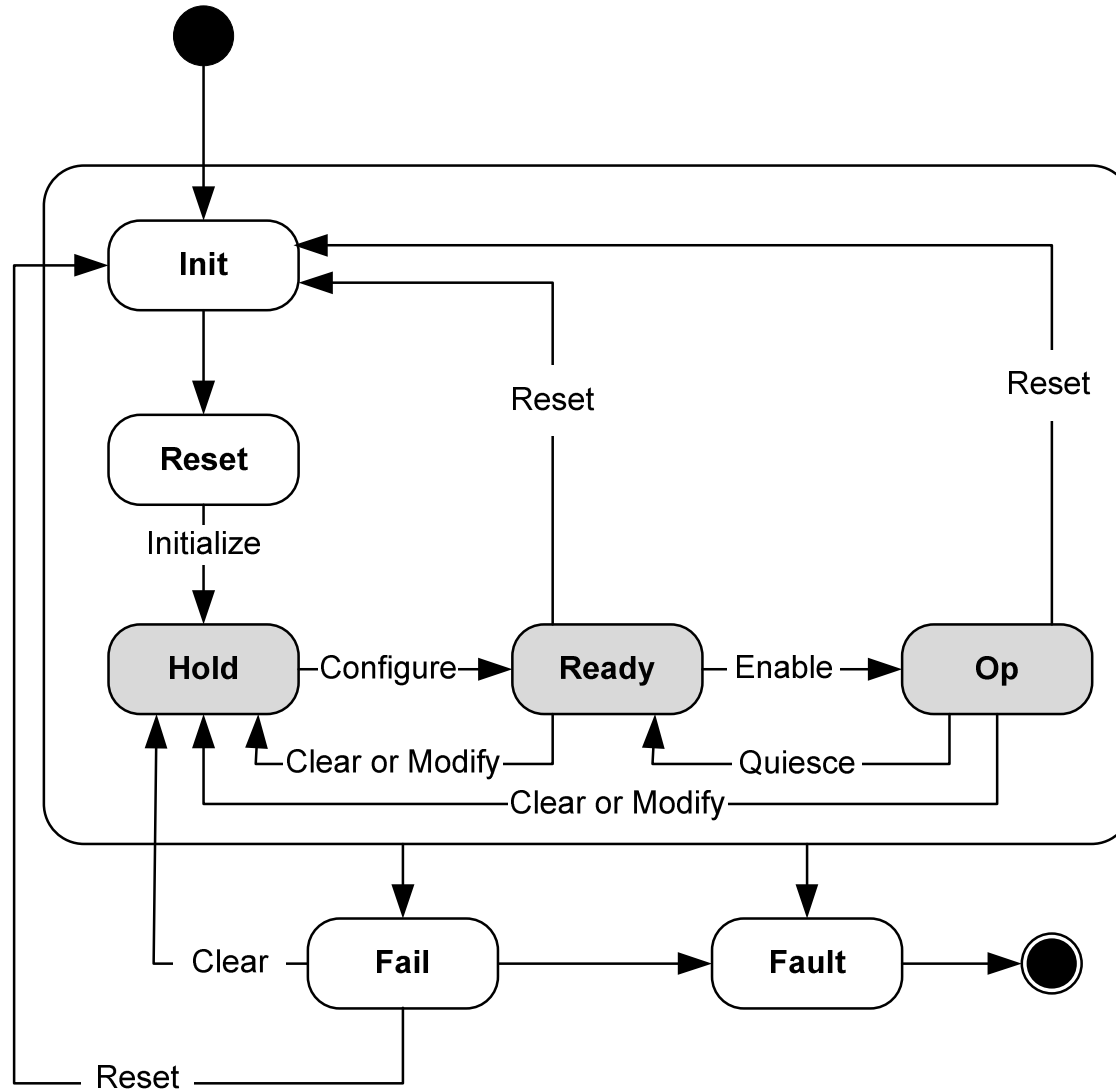 Init
Reset
Reset
Reset
Initialize
Hold
Configure
Ready
Enable
Op
Clear or Modify
Quiesce
Clear or Modify
Clear
Fail
Fault
Reset